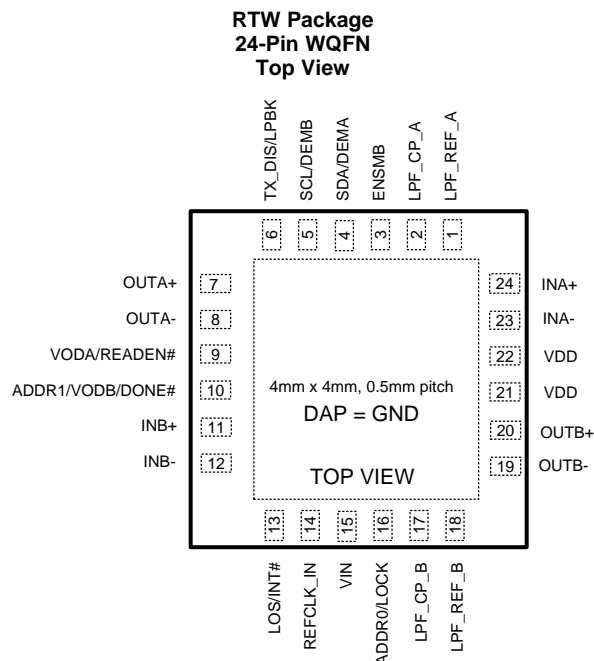 RTW Package
24-Pin WQFN
Top View
TX_DIS/LPBK
SCL/DEMB
SDA/DEMA
ENSMB
LPF_CP_A
LPF_REF_A
6
5
4
3
2
1
OUTA+
7
24
INA+
OUTA-
8
23
INA-
VODA/READEN#
9
22
VDD
ADDR1/VODB/DONE#
10
21
VDD
INB+
11
20
OUTB+
INB-
12
19
OUTB-
4mm x 4mm, 0.5mm pitch
DAP = GND
TOP VIEW
13
14
15
16
17
18
LOS/INT#
REFCLK_IN
VIN
ADDR0/LOCK
LPF_CP_B
LPF_REF_B